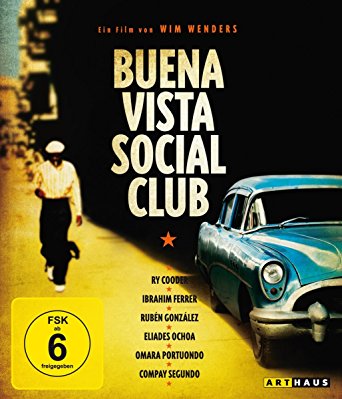 Ein Film von WIM WENDERS
BUENA
VISTA
SOCIAL
CLUB
RY COODER
IBRAHIM FERRER
RUBÉN GONZÁLEZ
ELIADES OCHOA
OMARA PORTUONDO
COMPAY SEGUNDO
FSK
ab
6
freigegeben
ARTHAUS